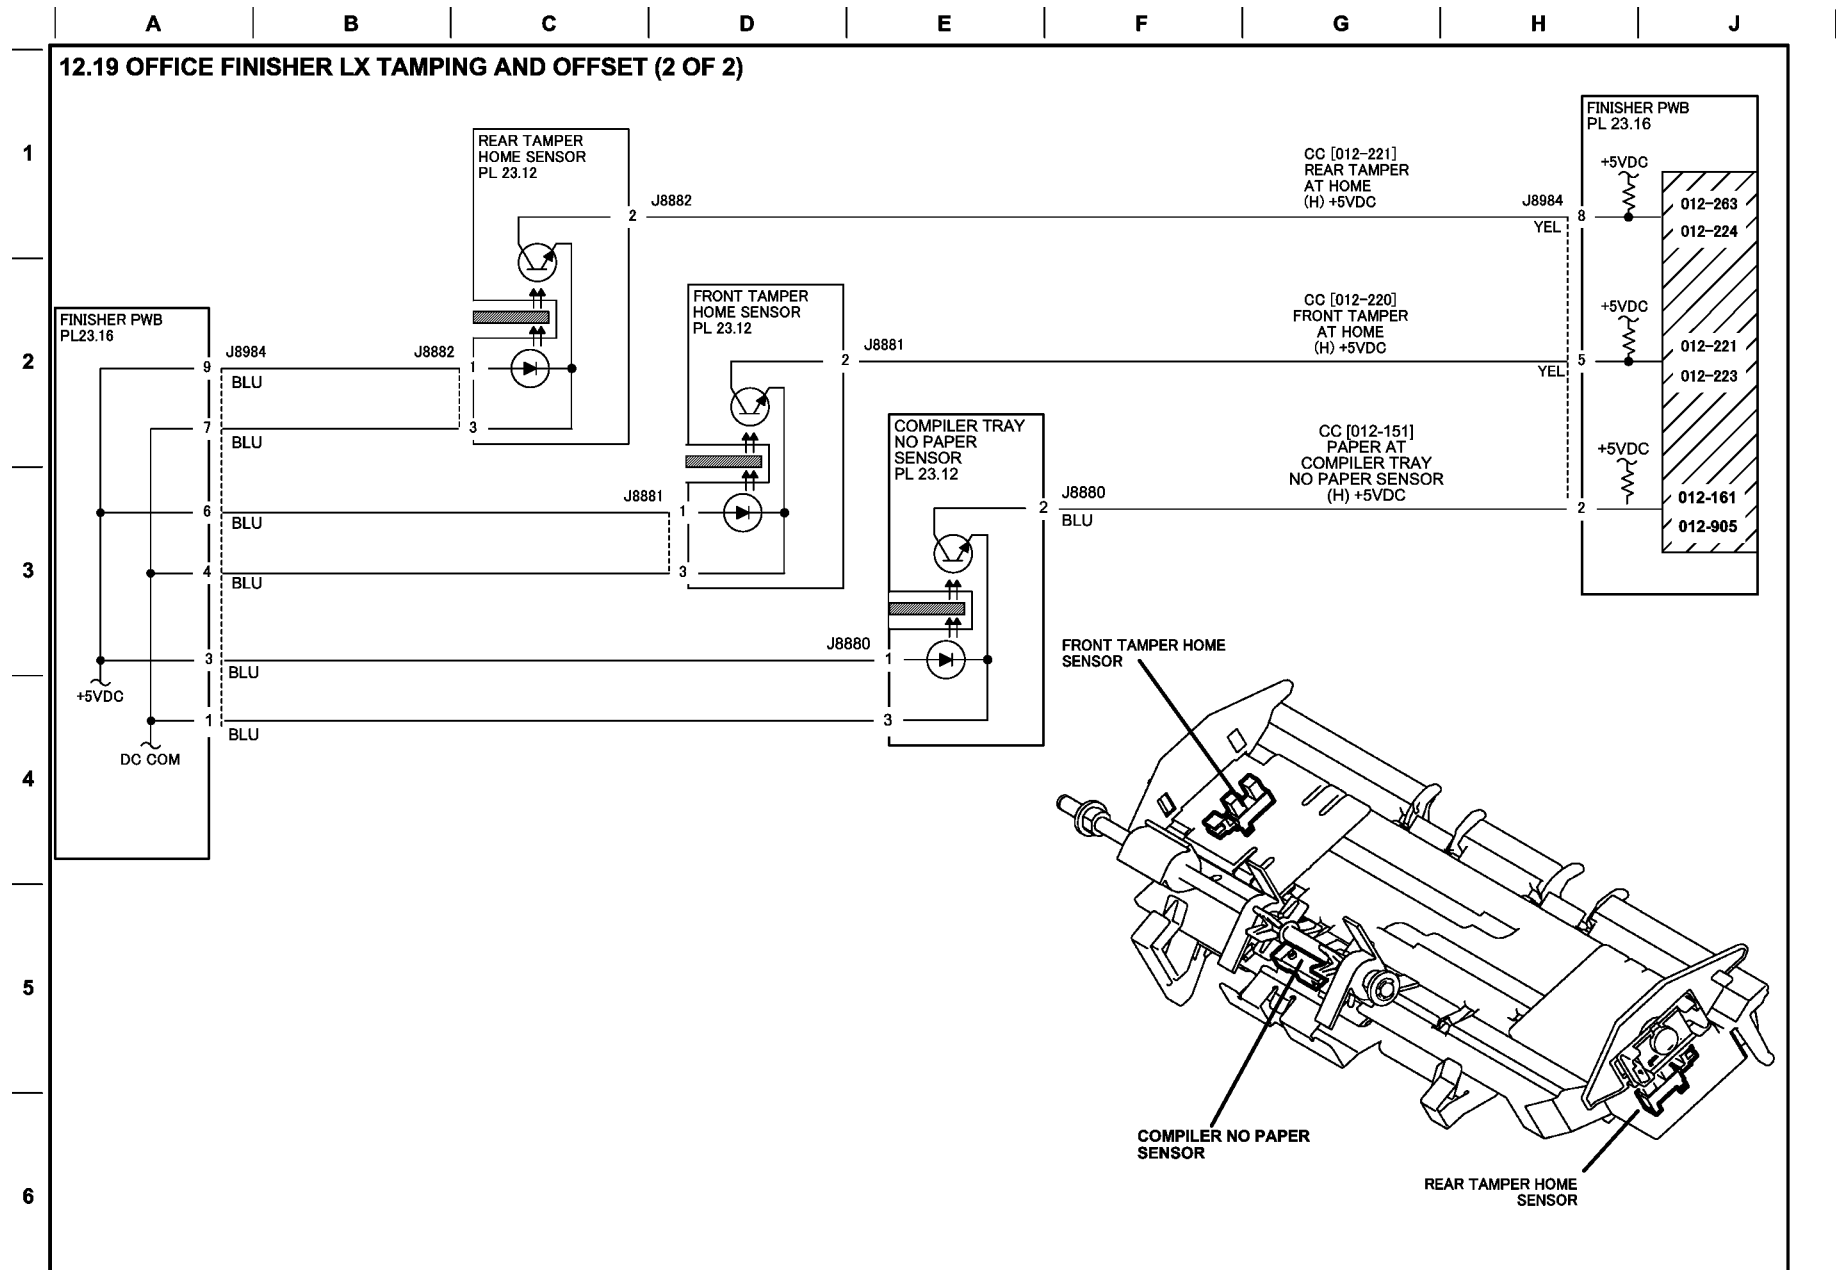 A B C D E F G H J
12.19 OFFICE FINISHER LX TAMPING AND OFFSET (2 OF 2)
1
2
3
4
5
6
REAR TAMPER
HOME SENSOR
PL 23.12
J8882
2
CC [012-221]
REAR TAMPER
AT HOME
(H) +5VDC
J8984
YEL
FINISHER PWB
PL 23.16
+5VDC
8
012-263
012-224
FINISHER PWB
PL23.16
9
J8984
BLU
J8882
1
7
BLU
3
FRONT TAMPER
HOME SENSOR
PL 23.12
2
J8881
CC [012-220]
FRONT TAMPER
AT HOME
(H) +5VDC
YEL
5
+5VDC
012-221
012-223
6
BLU
J8881
1
4
BLU
3
COMPILER TRAY
NO PAPER
SENSOR
PL 23.12
2
J8880
BLU
CC [012-151]
PAPER AT
COMPILER TRAY
NO PAPER SENSOR
(H) +5VDC
2
+5VDC
012-161
012-905
3
BLU
J8880
1
+5VDC
1
BLU
3
DC COM
FRONT TAMPER HOME
SENSOR
COMPILER NO PAPER
SENSOR
REAR TAMPER HOME
SENSOR